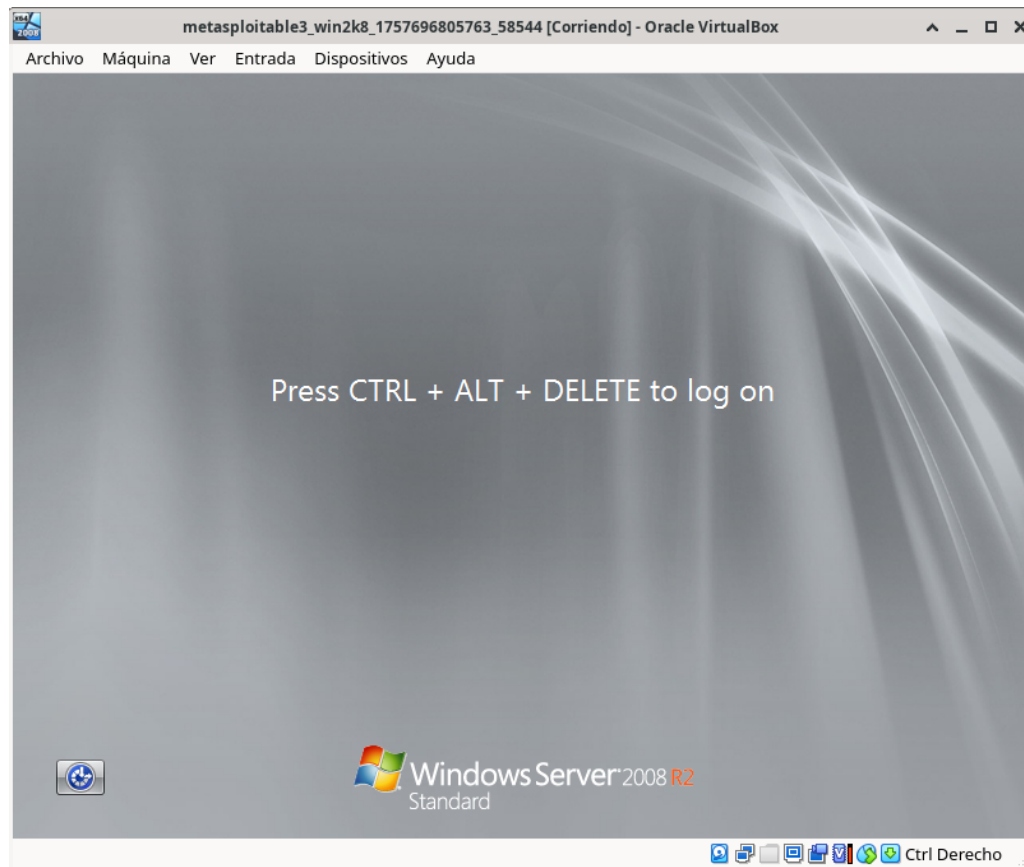 metasploitable3_win2k8_1757696805763_58544 [Corriendo] - Oracle VirtualBox
Archivo Máquina Ver Entrada Dispositivos Ayuda
Press CTRL + ALT + DELETE to log on
Windows Server 2008 R2
Standard
Ctrl Derecho